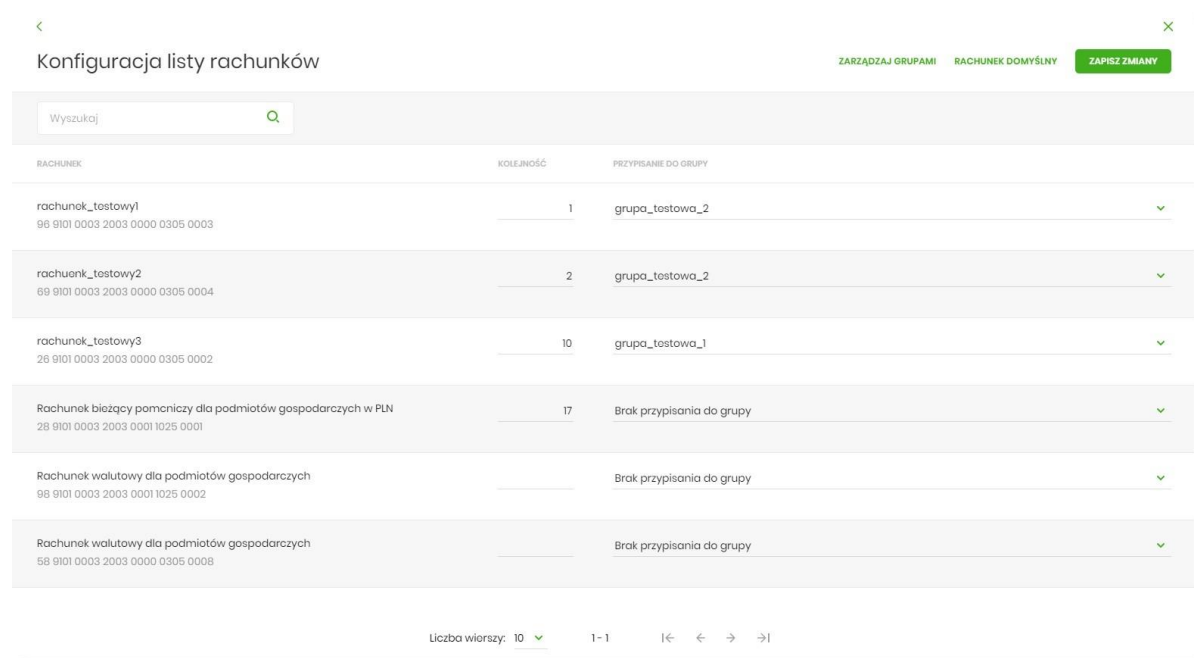 Konfiguracja listy rachunków
ZARZĄDZAJ GRUPAMI RACHUNEK DOMYŚLNY ZAPISZ ZMIANY
Wyszukaj
RACHUNEK KOLEJNOŚĆ PRZYPISANIE DO GRUPY
rachunek_testowy1
96 9101 0003 2003 0000 0305 0003
1 grupa_testowa_2
rachuenk_testowy2
69 9101 0003 2003 0000 0305 0004
2 grupa_testowa_2
rachunek_testowy3
26 9101 0003 2003 0000 0305 0002
10 grupa_testowa_1
Rachunek bieżący pomcniczy dla podmiotów gospodarczych w PLN
28 9101 0003 2003 0001 1025 0001
17 Brak przypisania do grupy
Rachunek walutowy dla podmiotów gospodarczych
98 9101 0003 2003 0001 1025 0002
Brak przypisania do grupy
Rachunek walutowy dla podmiotów gospodarczych
58 9101 0003 2003 0000 0305 0008
Brak przypisania do grupy
Liczba wierszy: 10 1 - 1